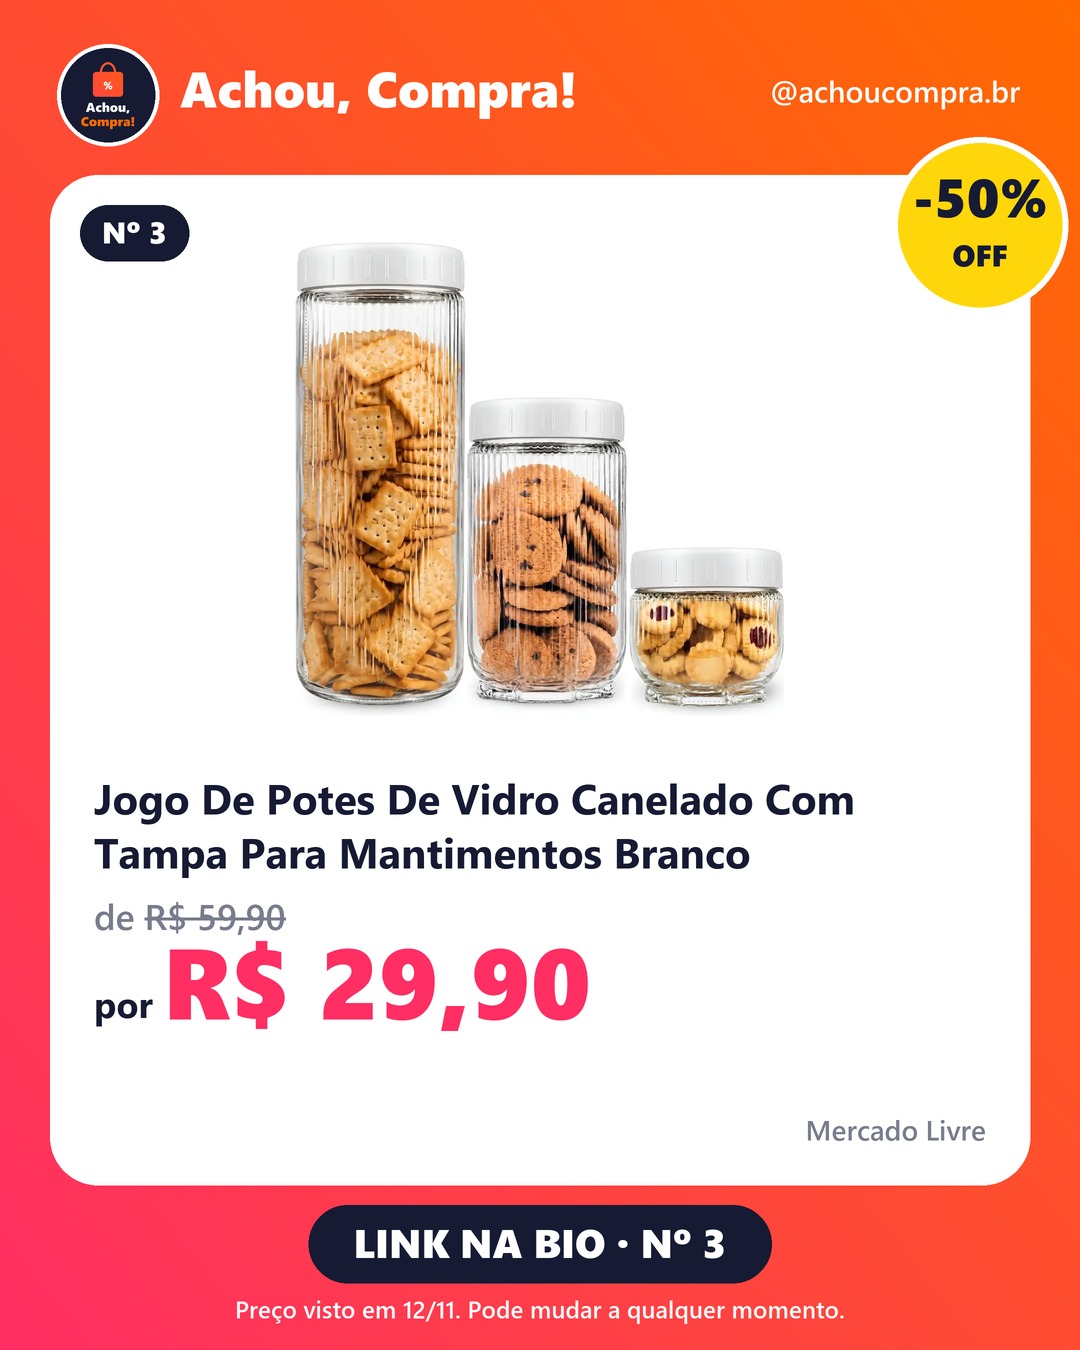 %
Achou,
Compra!
Achou, Compra!
@achoucompra.br
-50%
OFF
Nº 3
Jogo De Potes De Vidro Canelado Com
Tampa Para Mantimentos Branco
de R$ 59,90
por R$ 29,90
Mercado Livre
LINK NA BIO · Nº 3
Preço visto em 12/11. Pode mudar a qualquer momento.